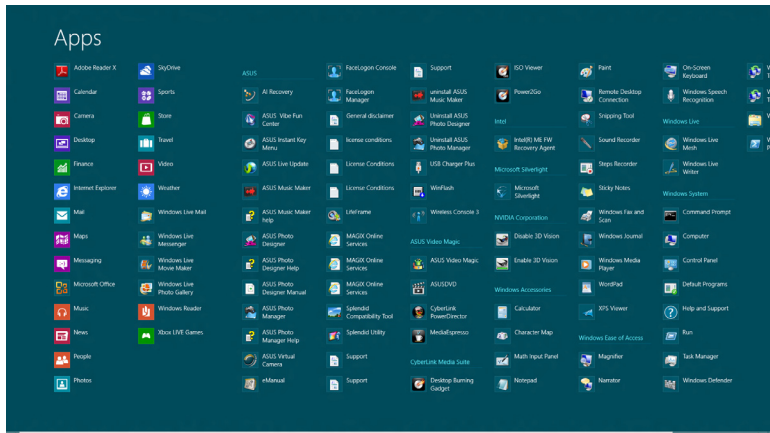 Apps
Adobe Reader X
Calendar
Camera
Desktop
Finance
Internet Explorer
Mail
Maps
Messaging
Microsoft Office
Music
News
People
Photos
SkyDrive
Sports
Store
Travel
Video
Weather
Windows Live Mail
Windows Live
Messenger
Windows Live
Movie Maker
Windows Live
Photo Gallery
Windows Reader
Xbox LIVE Games
ASUS
AI Recovery
ASUS Vibe Fun
Center
ASUS Instant Key
Menu
ASUS Live Update
ASUS Music Maker
ASUS Music Maker
help
ASUS Photo
Designer
ASUS Photo
Designer Help
ASUS Photo
Designer Manual
ASUS Photo
Manager
ASUS Photo
Manager Help
ASUS Virtual
Camera
eManual
FaceLogon Console
FaceLogon
Manager
General disclaimer
license conditions
License Conditions
License Conditions
LifeFrame
MAGIX Online
Services
MAGIX Online
Services
MAGIX Online
Services
Splendid
Compatibility Tool
Splendid Utility
Support
Support
Support
uninstall ASUS
Music Maker
Uninstall ASUS
Photo Designer
Uninstall ASUS
Photo Manager
USB Charger Plus
WinFlash
Wireless Console 3
ASUS Video Magic
ASUS Video Magic
ASUSDVD
CyberLink
PowerDirector
MediaEspresso
CyberLink Media Suite
Desktop Burning
Gadget
ISO Viewer
Power2Go
Intel
Intel(R) ME FW
Recovery Agent
Microsoft Silverlight
Microsoft
Silverlight
NVIDIA Corporation
Disable 3D Vision
Enable 3D Vision
Windows Accessories
Calculator
Character Map
Math Input Panel
Notepad
Paint
Remote Desktop
Connection
Snipping Tool
Sound Recorder
Steps Recorder
Sticky Notes
Windows Fax and
Scan
Windows Journal
Windows Media
Player
WordPad
XPS Viewer
Windows Ease of Access
Magnifier
Narrator
On-Screen
Keyboard
Windows Speech
Recognition
Windows Live
Windows Live
Mesh
Windows Live
Writer
Windows System
Command Prompt
Computer
Control Panel
Default Programs
Help and Support
Run
Task Manager
Windows Defender